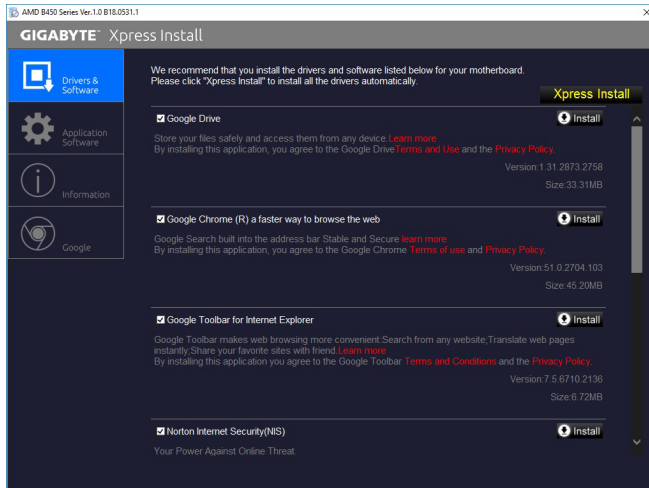 AMD B450 Series Ver.1.0 B18.0531.1
GIGABYTE™ Xpress Install
Drivers &
Software
Application
Software
Information
Google
We recommend that you install the drivers and software listed below for your motherboard.
Please click "Xpress Install" to install all the drivers automatically.
Xpress Install
Google Drive
Install
Store your files safely and access them from any device.Learn more
By installing this application, you agree to the Google DriveTerms and Use and the Privacy Policy.
Version:1.31.2873.2758
Size:33.31MB
Google Chrome (R) a faster way to browse the web
Install
Google Search built into the address bar Stable and Secure learn more
By installing this application, you agree to the Google Chrome Terms of use and Privacy Policy.
Version:51.0.2704.103
Size:45.20MB
Google Toolbar for Internet Explorer
Install
Google Toolbar makes web browsing more convenient.Search from any website;Translate web pages
instantly;Share your favorite sites with friend.Learn more
By installing this application you agree to the Google Toolbar Terms and Conditions and the Privacy Policy.
Version:7.5.6710.2136
Size:6.72MB
Norton Internet Security(NIS)
Install
Your Power Against Online Threat.